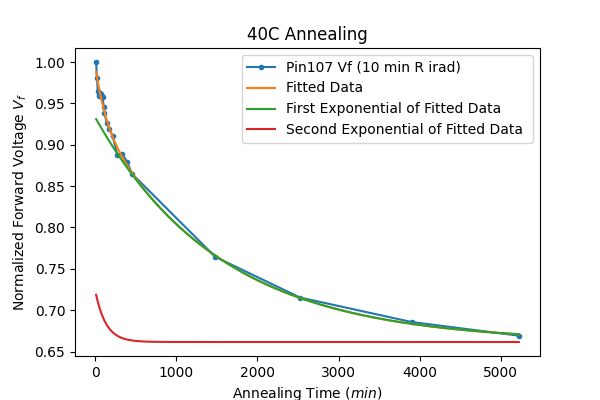 40C Annealing
Pin107 Vf (10 min R irad)
Fitted Data
First Exponential of Fitted Data
Second Exponential of Fitted Data
Normalized Forward Voltage V_f
1.00
0.95
0.90
0.85
0.80
0.75
0.70
0.65
0 1000 2000 3000 4000 5000
Annealing Time (min)